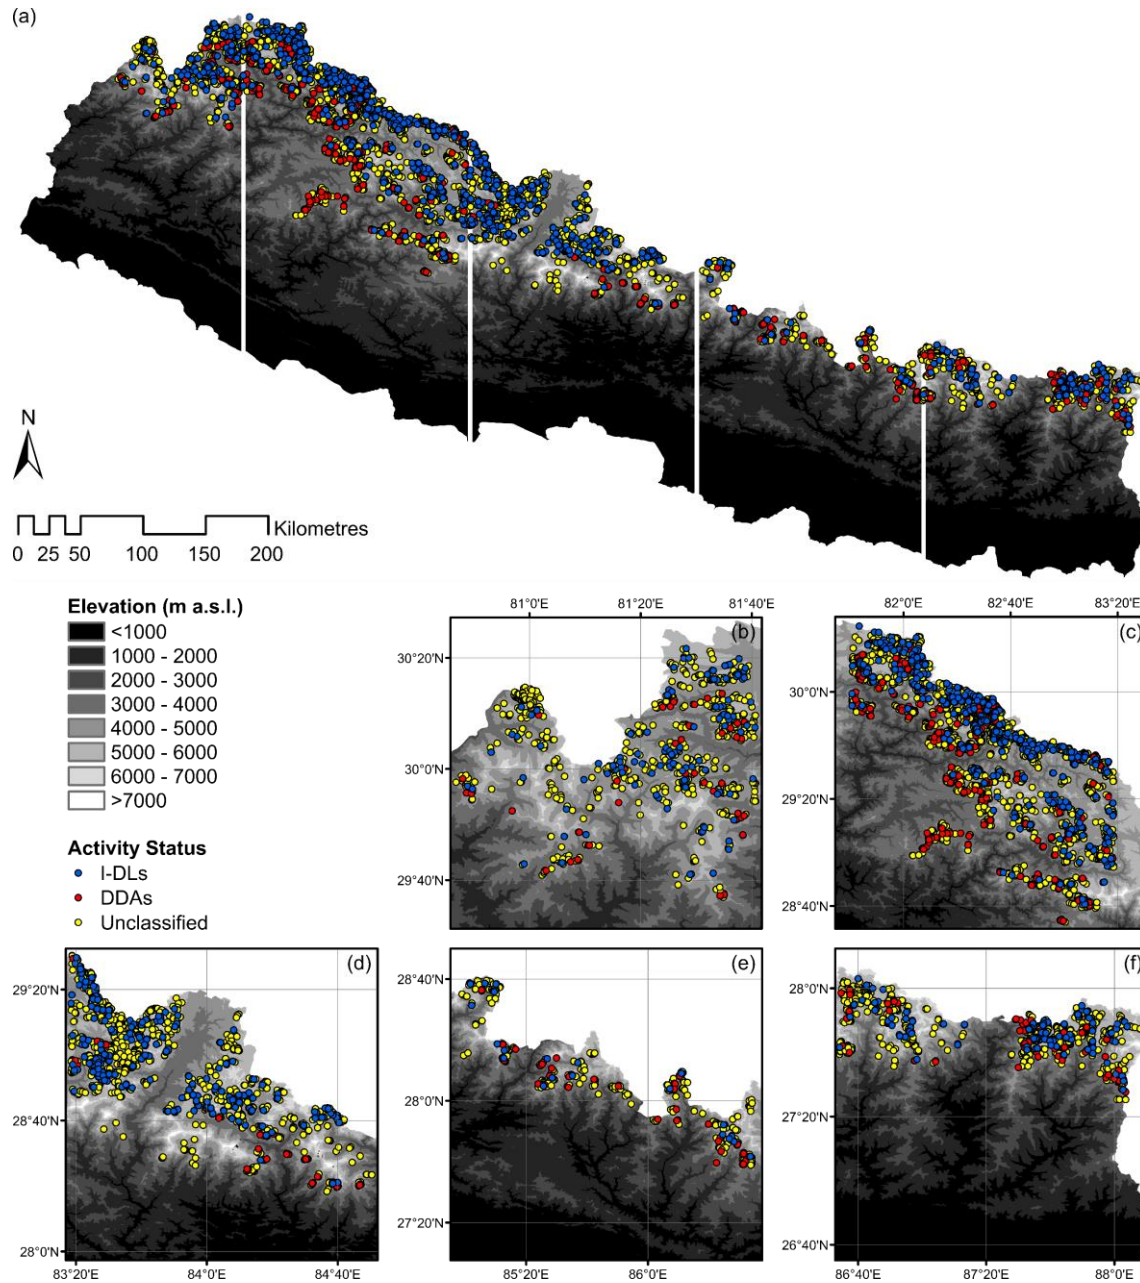 (a)
N
Kilometres
0 25 50 100 150 200
Elevation (m a.s.l.)
<1000
1000 - 2000
2000 - 3000
3000 - 4000
4000 - 5000
5000 - 6000
6000 - 7000
>7000
Activity Status
I-DLs
DDAs
Unclassified
81°0'E 81°20'E 81°40'E
(b)
30°20'N
30°0'N
29°40'N
82°0'E 82°40'E 83°20'E
(c)
30°0'N
29°20'N
28°40'N
(d)
29°20'N
28°40'N
28°0'N
83°20'E 84°0'E 84°40'E
(e)
28°40'N
28°0'N
27°20'N
85°20'E 86°0'E
(f)
28°0'N
27°20'N
26°40'N
86°40'E 87°20'E 88°0'E